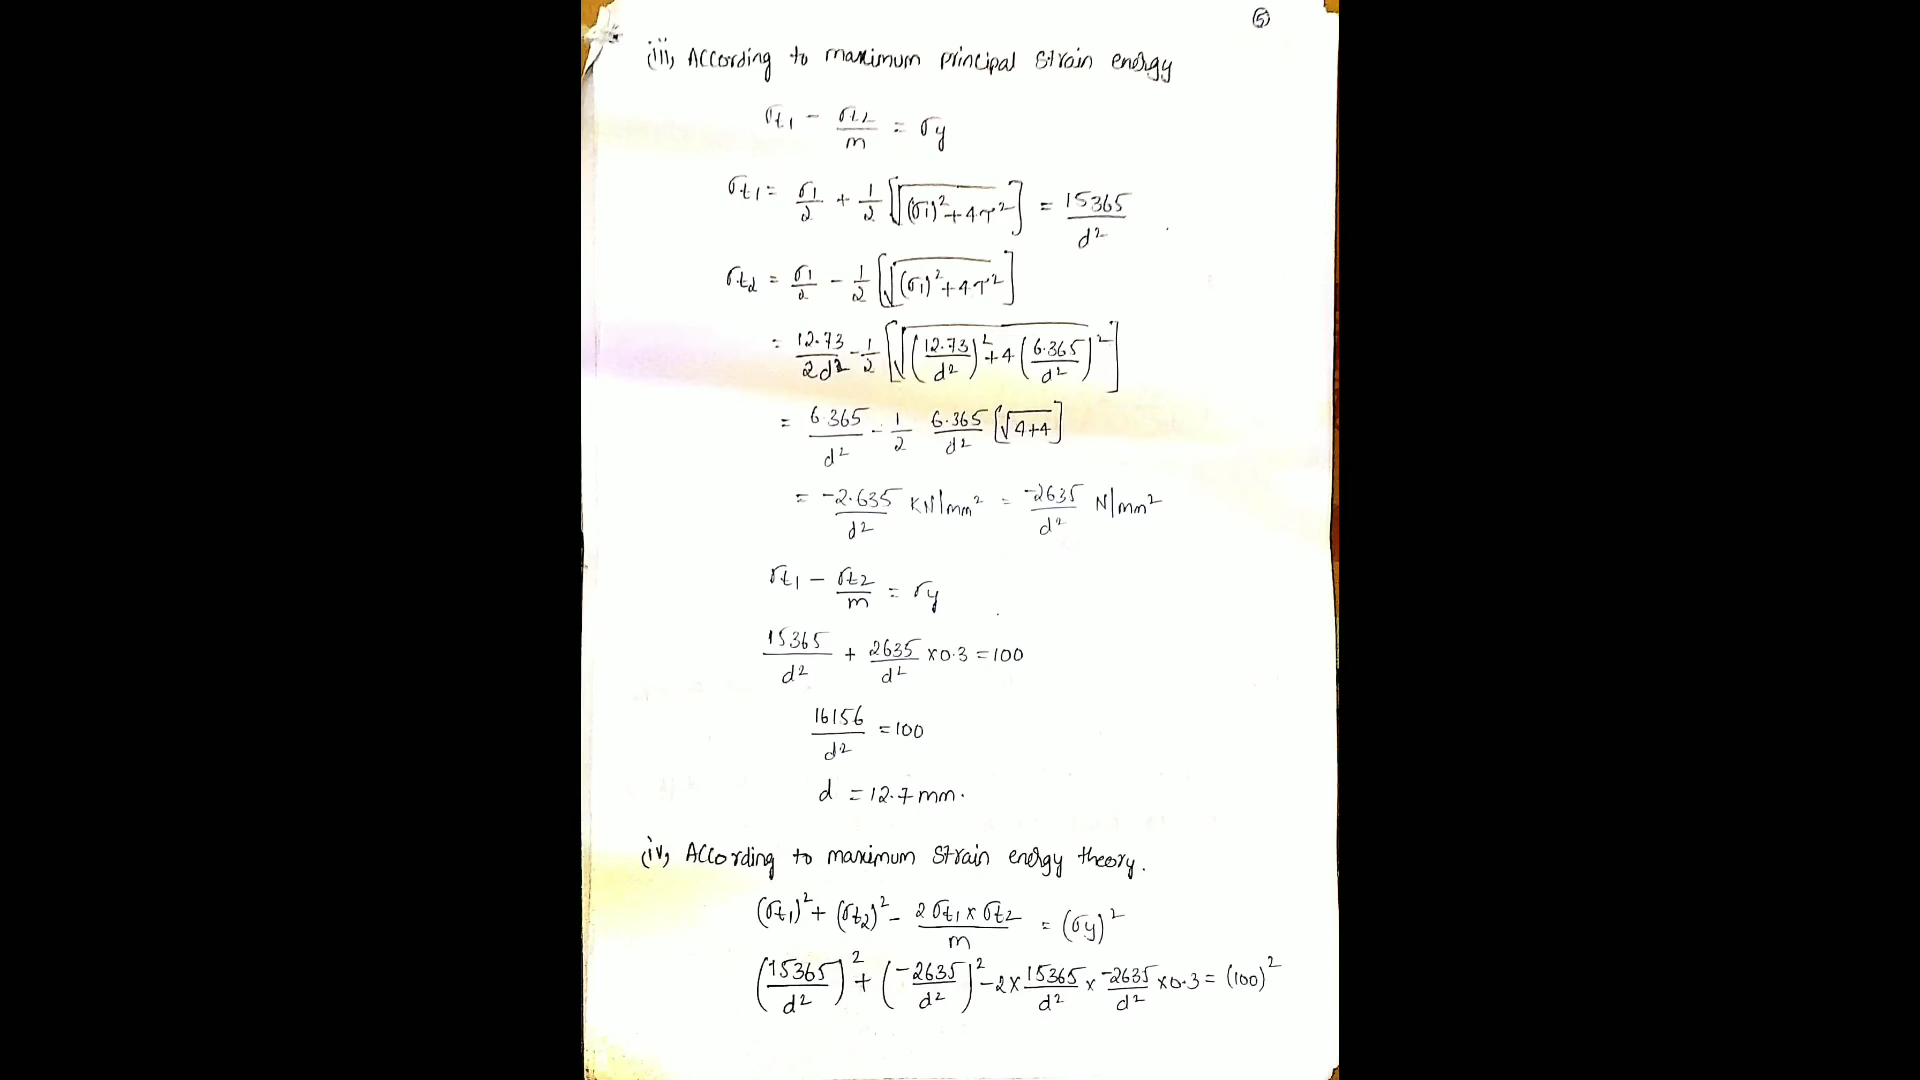 ⑤
(iii, According to maximum principal strain energy
σt1 - σt2/m = σy
σt1 = σ1/2 + 1/2 [√(σ1)² + 4τ²] = 15365/d²
σt2 = σ1/2 - 1/2 [√(σ1)² + 4τ²]
= 12.73/2d² - 1/2 [√(12.73/d²)² + 4(6.365/d²)²]
= 6.365/d² - 1/2 6.365/d² [√4+4]
= -2.635/d² KN/mm² = -2635/d² N/mm²
σt1 - σt2/m = σy
15365/d² + 2635/d² x0.3 = 100
16156/d² = 100
d = 12.7 mm.
(iv, According to maximum strain energy theory.
(σt1)² + (σt2)² - 2σt1 x σt2/m = (σy)²
(15365/d²)² + (-2635/d²)² - 2 x 15365/d² x -2635/d² x0.3 = (100)²